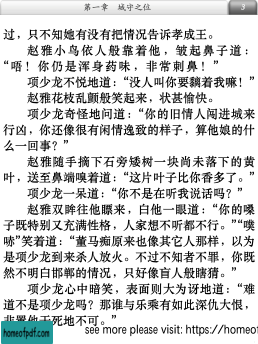 第一章 城守之位 3
过，只不知她有没有把情况告诉孝成王。
赵雅小鸟依人般靠着他，皱起鼻子道：
“唔！你仍是浑身药味，非常刺鼻！”
项少龙不悦地道：“没人叫你要躺着我嘛！”
赵雅花枝乱颤般笑起来，状甚愉快。
项少龙奇怪地问道：“你的旧情人闯进城来
行凶，你还像很有闲情逸致的样子，算他娘的什
么一回事？”
赵雅随手摘下石旁矮树一块尚未落下的黄
叶，送至鼻端嗅着道：“这片叶子比你香多了。”
项少龙一呆道：“你不是在听我说话吗？”
赵雅双眸往他瞟来，白他一眼道：“你的嗓
子既特别又充满性格，人家想不听都不行。”“噗
哧”笑着道：“董马痴原来也像其它人那样，以为
是项少龙到来杀人放火。不过不知者不罪，你既
然不明白邯郸的情况，只好像盲人般瞎猜。”
项少龙心中暗笑，表面则大为讶地道：“难
道不是项少龙吗？那谁与乐乘有如此深仇大恨，
非置他于死地不可。”
homeofpdf.com
see more please visit: https://homeof